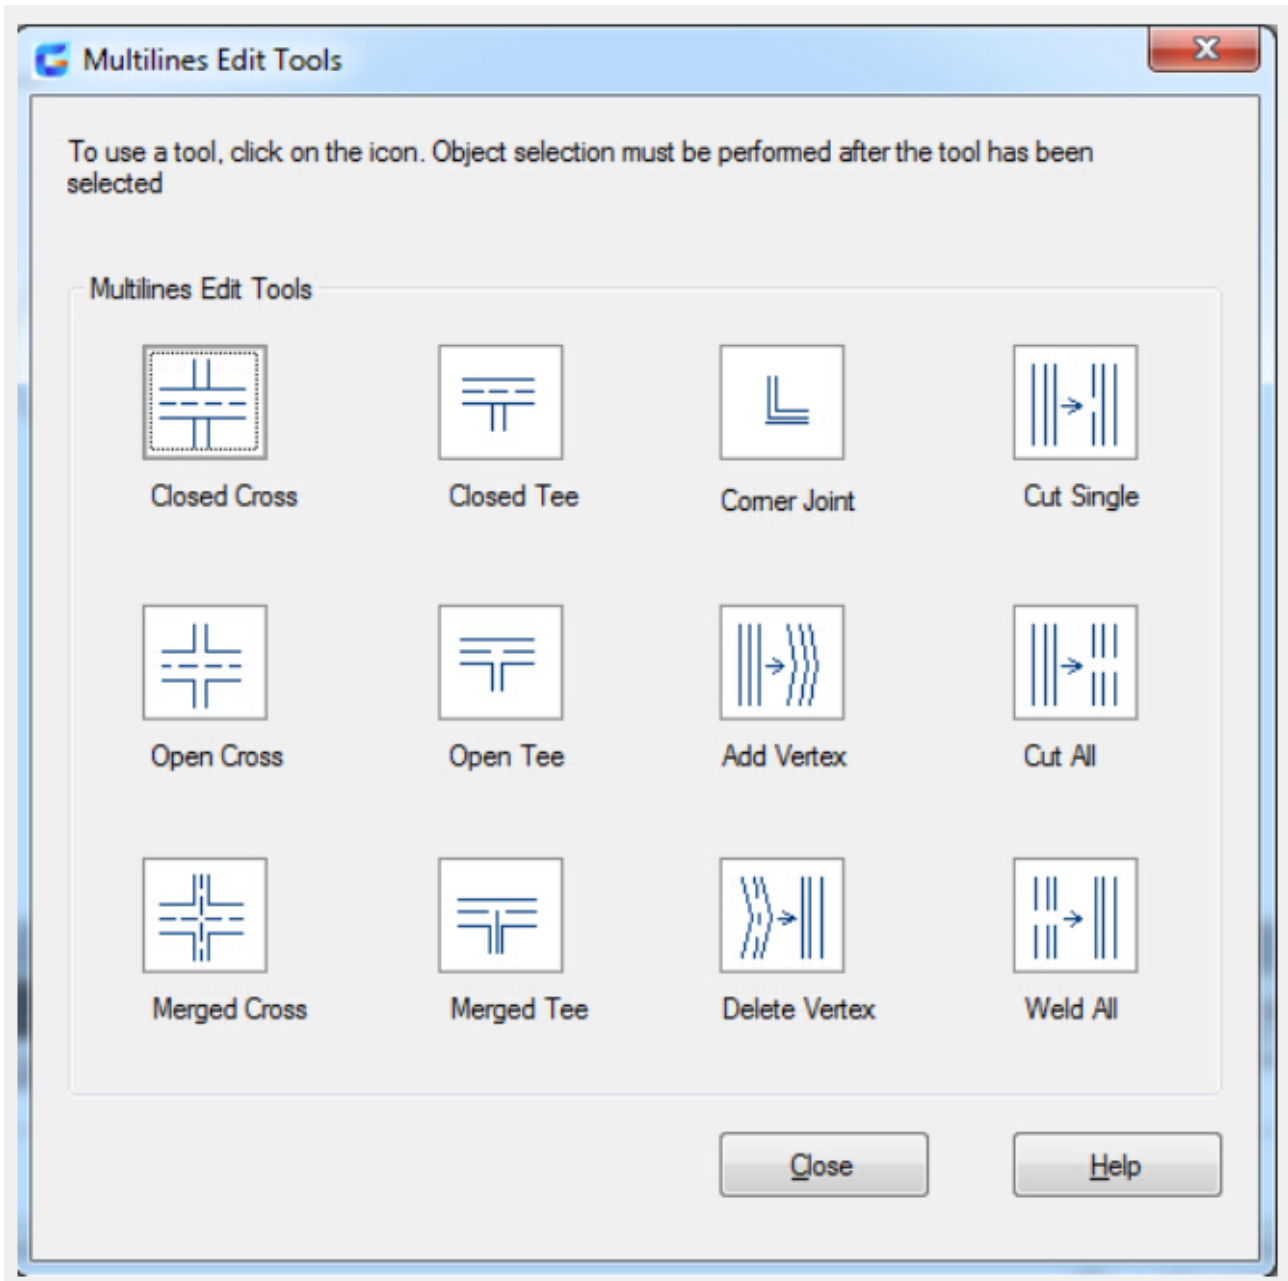 Multilines Edit Tools
To use a tool, click on the icon. Object selection must be performed after the tool has been
selected
Multilines Edit Tools
Closed Cross
Closed Tee
Corner Joint
Cut Single
Open Cross
Open Tee
Add Vertex
Cut All
Merged Cross
Merged Tee
Delete Vertex
Weld All
Close
Help